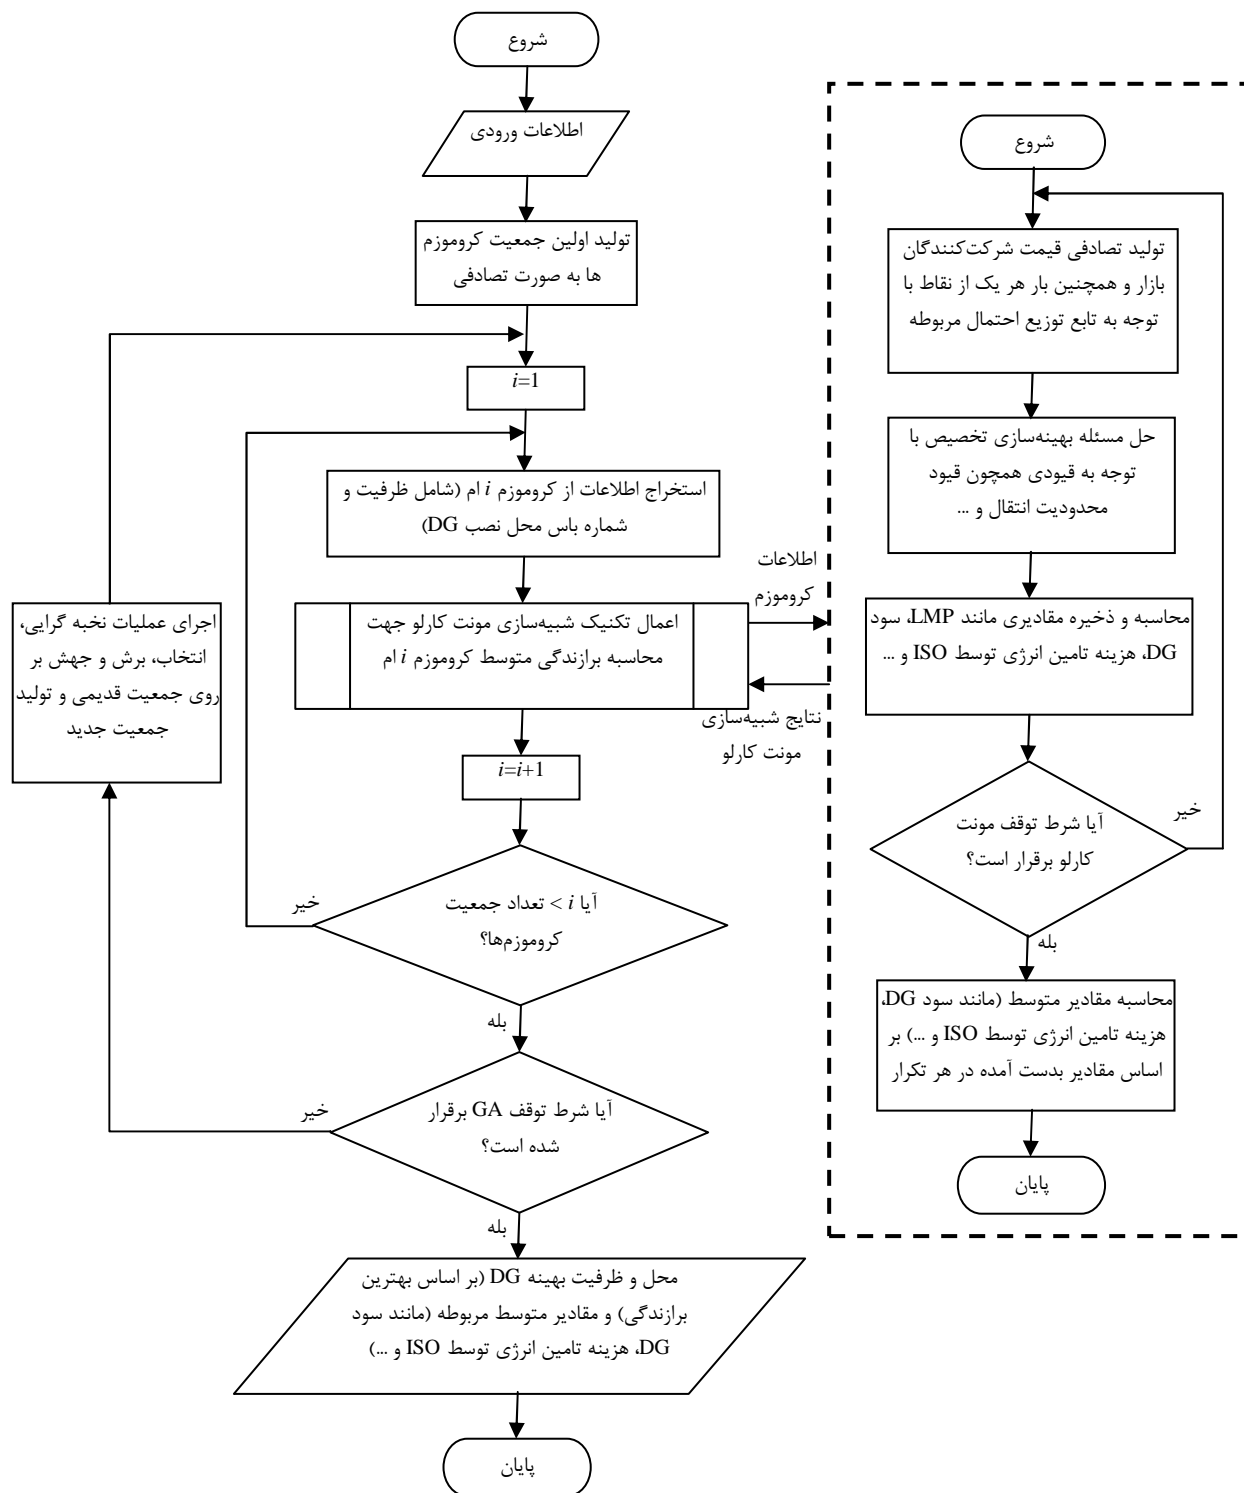 شروع
اطلاعات ورودی
تولید اولین جمعیت کروموزم
ها به صورت تصادفی
i=1
استخراج اطلاعات از کروموزم i ام (شامل ظرفیت و
شماره باس محل نصب DG)
اعمال تکنیک شبیه‌سازی مونت کارلو جهت
محاسبه برازندگی متوسط کروموزم i ام
i=i+1
آیا i < تعداد جمعیت
کروموزم‌ها؟
خیر
بله
آیا شرط توقف GA برقرار
شده است؟
خیر
بله
اجرای عملیات نخبه گرایی،
انتخاب، برش و جهش بر
روی جمعیت قدیمی و تولید
جمعیت جدید
محل و ظرفیت بهینه DG (بر اساس بهترین
برازندگی) و مقادیر متوسط مربوطه (مانند سود
DG، هزینه تامین انرژی توسط ISO و ...)
پایان
اطلاعات
کروموزم
نتایج شبیه‌سازی
مونت کارلو
شروع
تولید تصادفی قیمت شرکت‌کنندگان
بازار و همچنین بار هر یک از نقاط با
توجه به تابع توزیع احتمال مربوطه
حل مسئله بهینه‌سازی تخصیص با
توجه به قیودی همچون قیود
محدودیت انتقال و ...
محاسبه و ذخیره مقادیری مانند LMP، سود
DG، هزینه تامین انرژی توسط ISO و ...
آیا شرط توقف مونت
کارلو برقرار است؟
خیر
بله
محاسبه مقادیر متوسط (مانند سود DG،
هزینه تامین انرژی توسط ISO و ...) بر
اساس مقادیر بدست آمده در هر تکرار
پایان